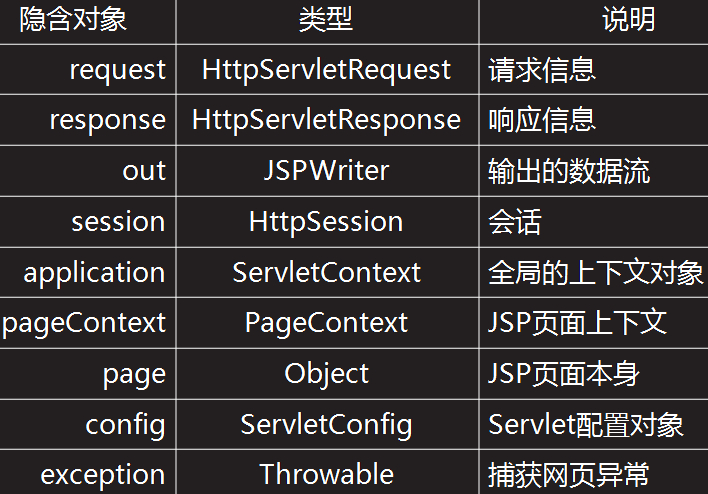 隐含对象 类型 说明
request HttpServletRequest 请求信息
response HttpServletResponse 响应信息
out JSPWriter 输出的数据流
session HttpSession 会话
application ServletContext 全局的上下文对象
pageContext PageContext JSP页面上下文
page Object JSP页面本身
config ServletConfig Servlet配置对象
exception Throwable 捕获网页异常